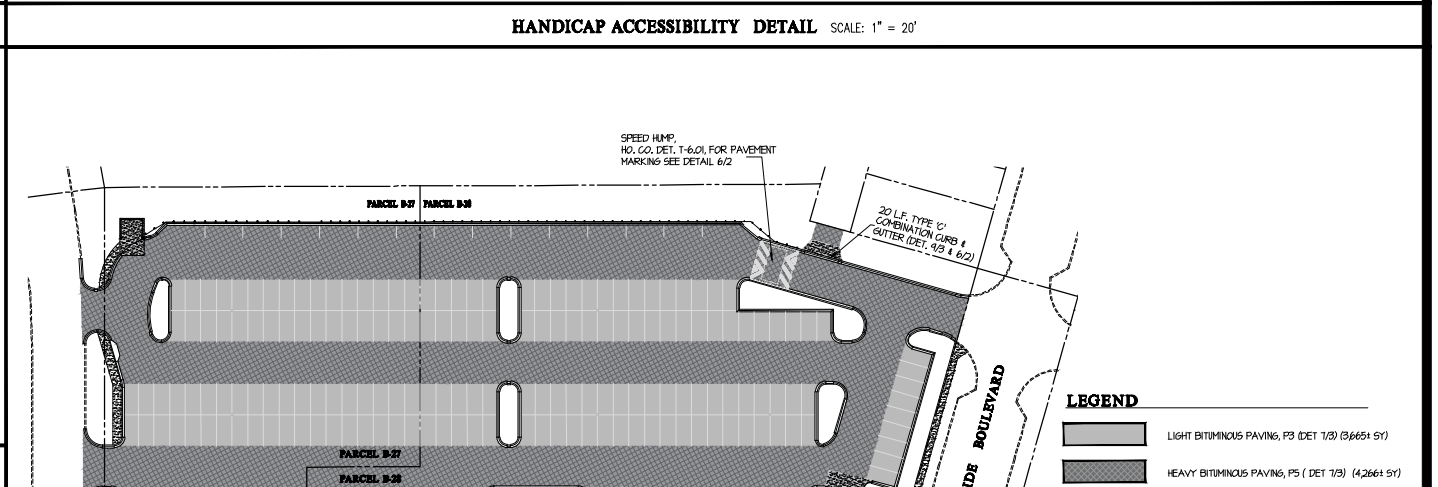 HANDICAP ACCESSIBILITY DETAIL SCALE: 1" = 20'
SPEED HUMP,
HO. CO. DET. T-6.01, FOR PAVEMENT
MARKING SEE DETAIL 6/2
PARCEL B-27 PARCEL B-28
20 L.F. TYPE 'C'
COMBINATION CURB &
GUTTER (DET. 9/3 & 6/2)
IDE BOULEVARD
PARCEL B-27
PARCEL B-28
LEGEND
LIGHT BITUMINOUS PAVING, P3 (DET 7/3) (3,665± SY)
HEAVY BITUMINOUS PAVING, P5 ( DET 7/3) (4,266± SY)